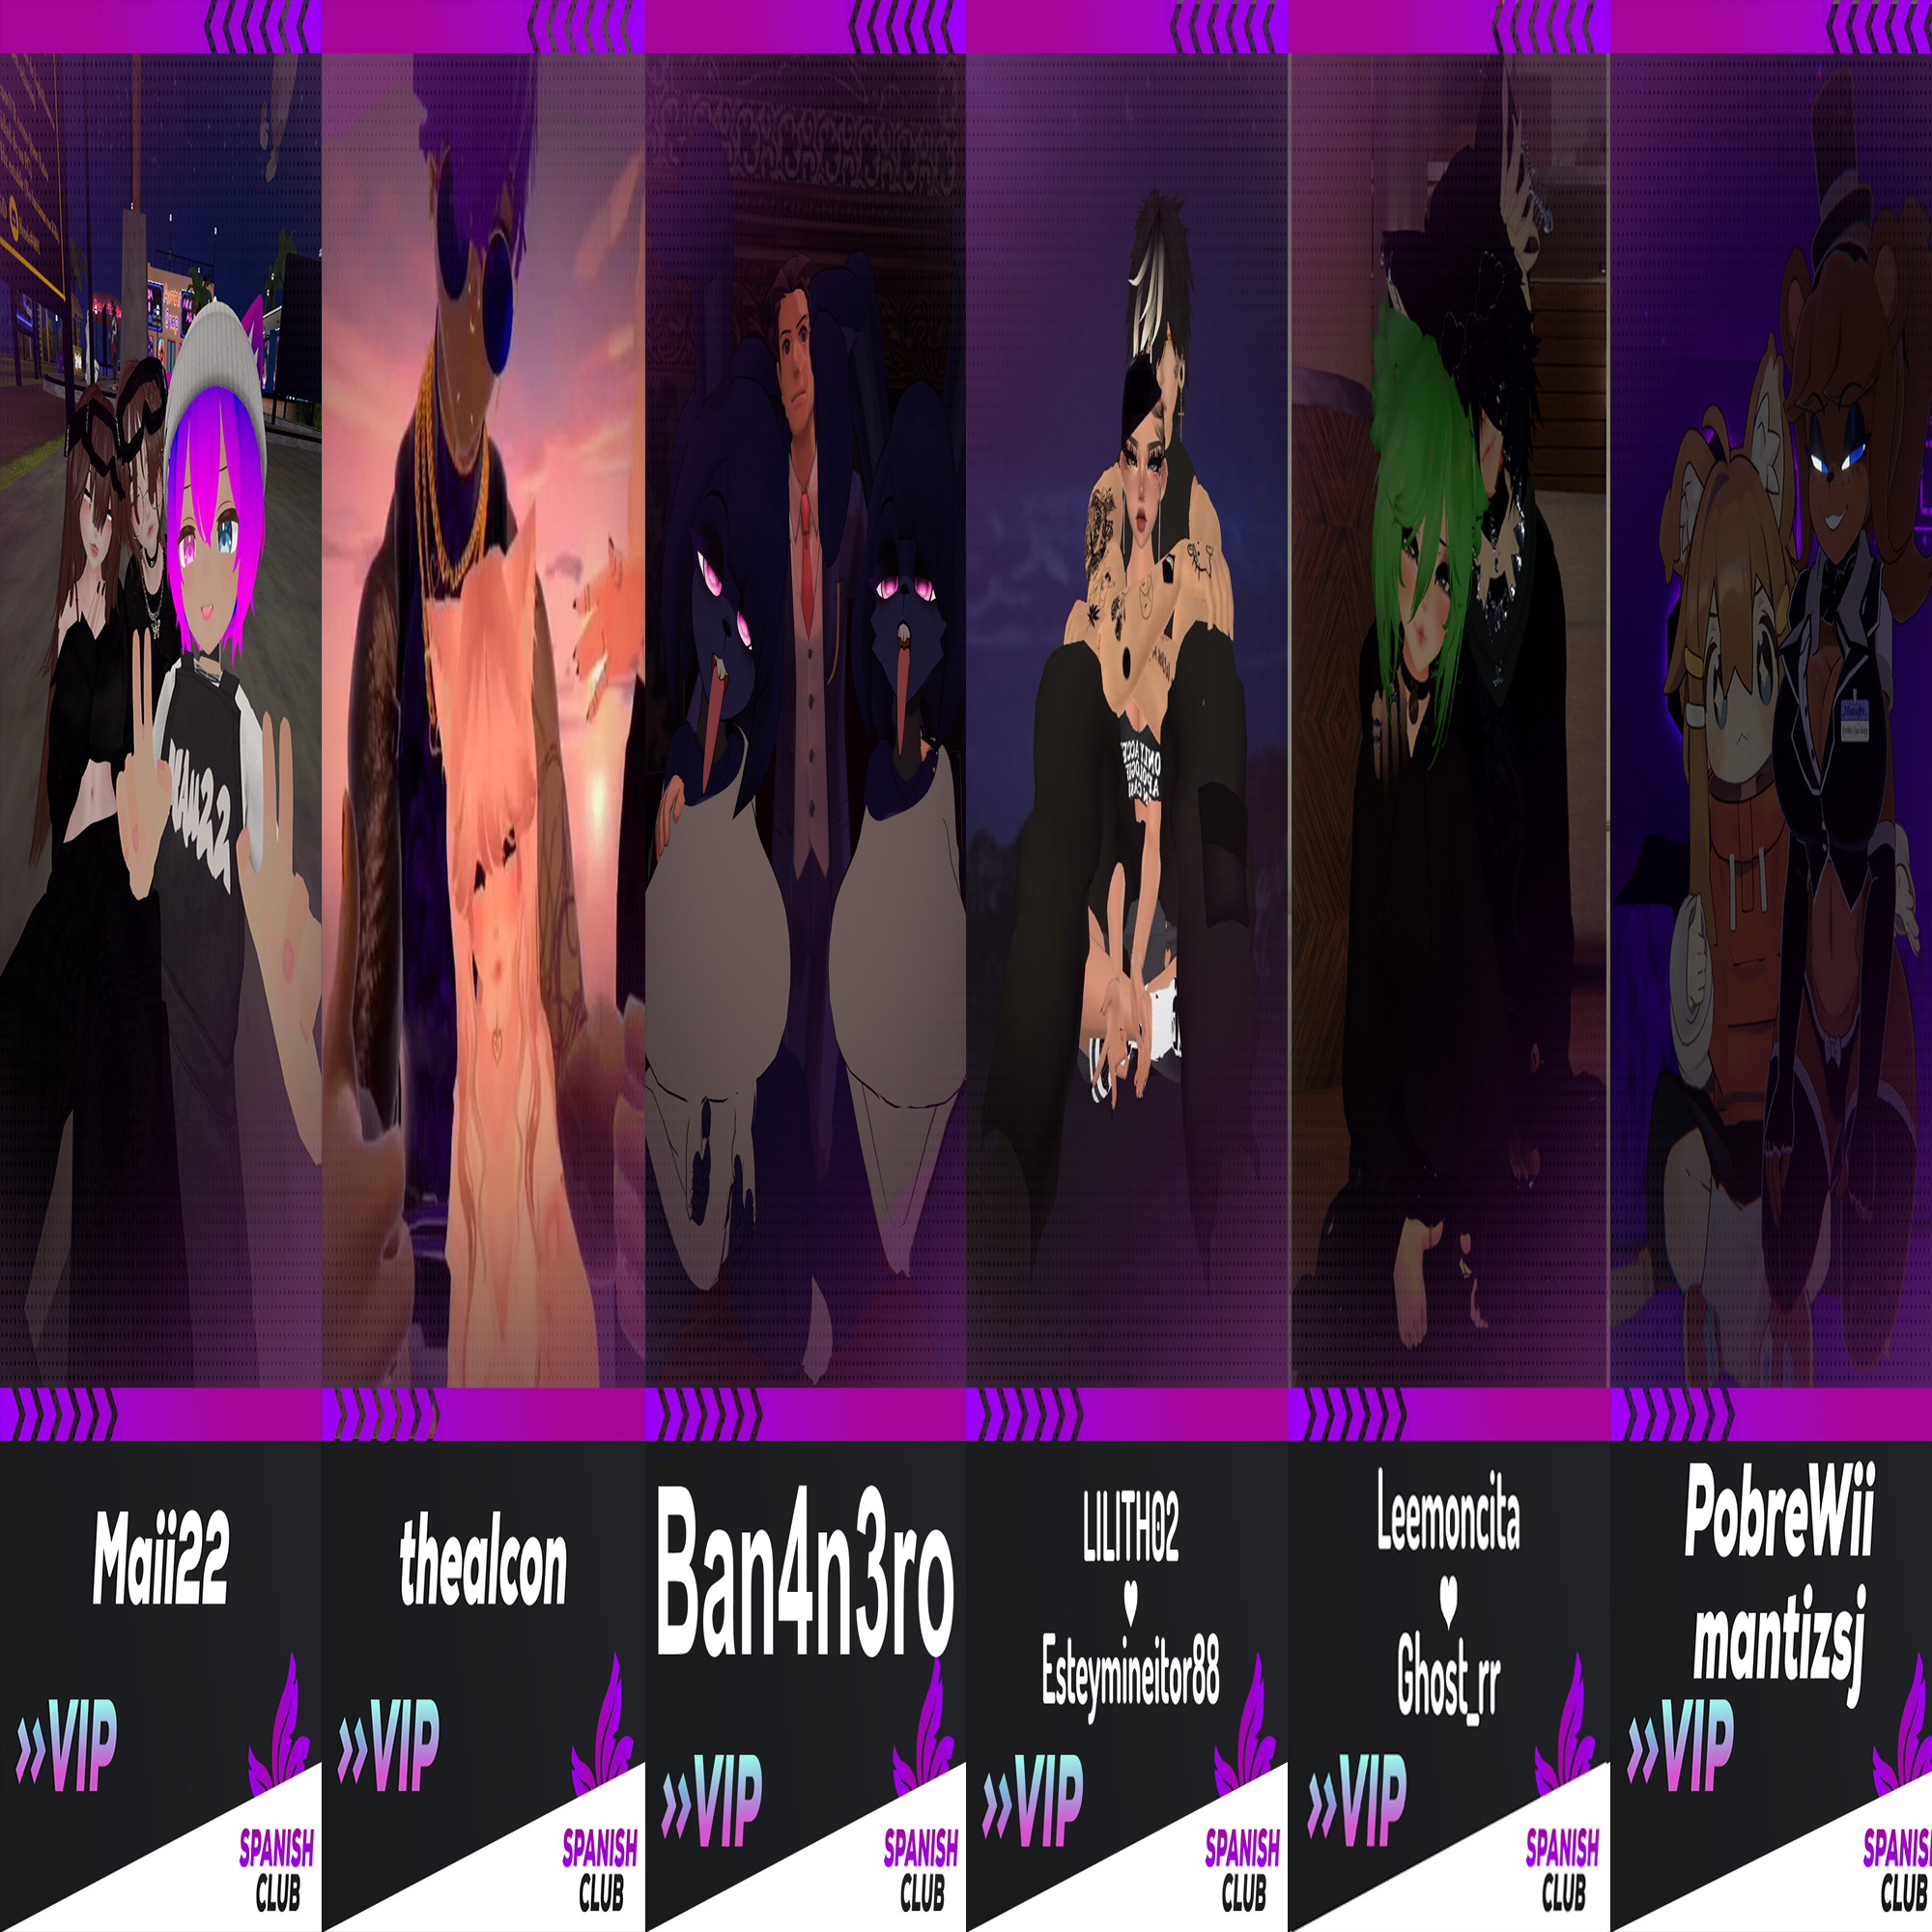 Maii22
VIP
SPANISH
CLUB
thealcon
VIP
SPANISH
CLUB
Ban4n3ro
VIP
SPANISH
CLUB
LILITH02
Esteymineitor88
VIP
SPANISH
CLUB
Leemoncita
Ghost_rr
VIP
SPANISH
CLUB
PobreWii
mantizsj
VIP
SPANISH
CLUB